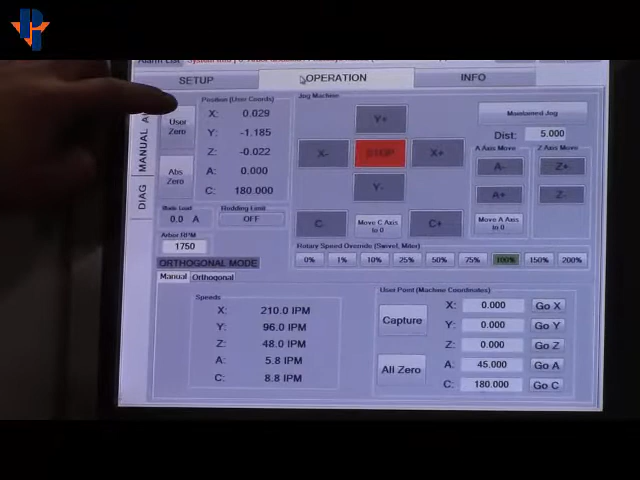 SETUP
OPERATION
INFO
Position (User Coords)
X: 0.029
Y: -1.185
Z: -0.022
A: 0.000
C: 180.000
User Zero
Abs Zero
MANUAL
DIAG
0.0 A
OFF
Arbor RPM
1750
ORTHOGONAL MODE
Jog Machine
Y+
X-
STOP
X+
Y-
C-
Move C Axis to 0
C+
Maintained Jog
Dist: 5.000
A Axis Move
Z Axis Move
A-
Z+
A+
Z-
Move A Axis to 0
Rotary Speed Override (Swivel, Miter)
0%
1%
10%
25%
50%
75%
100%
150%
200%
Manual
Orthogonal
Speeds
X: 210.0 IPM
Y: 96.0 IPM
Z: 48.0 IPM
A: 5.8 IPM
C: 8.8 IPM
User Point (Machine Coordinates)
Capture
All Zero
X: 0.000 Go X
Y: 0.000 Go Y
Z: 0.000 Go Z
A: 45.000 Go A
C: 180.000 Go C